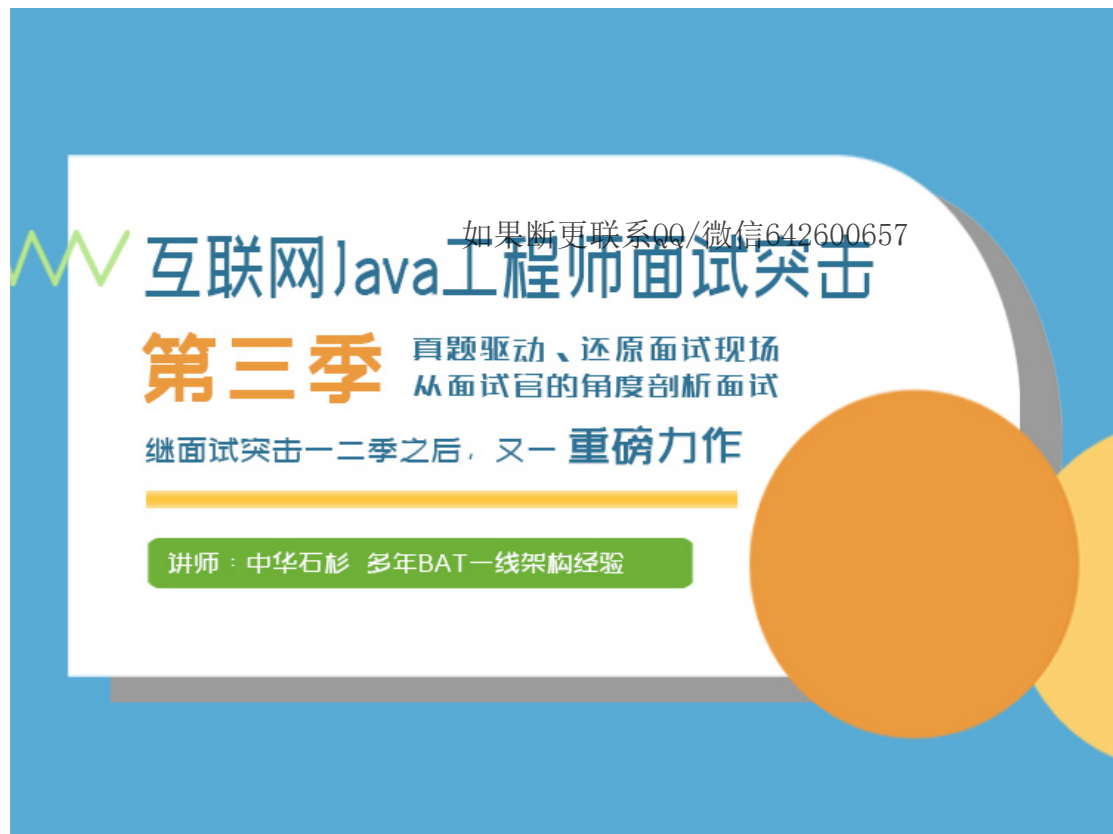 如果断更联系QQ/微信642600657
互联网Java工程师面试突击
第三季
真题驱动、还原面试现场
从面试官的角度剖析面试
继面试突击一二季之后，又一 重磅力作
讲师：中华石杉 多年BAT一线架构经验